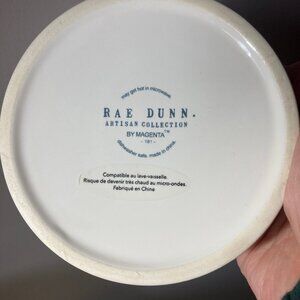 may get hot in microwave.
RAE DUNN.
ARTISAN COLLECTION
BY MAGENTA™
- 181 -
dishwasher safe. made in china.
Compatible au lave-vaisselle.
Risque de devenir très chaud au micro-ondes.
Fabriqué en Chine